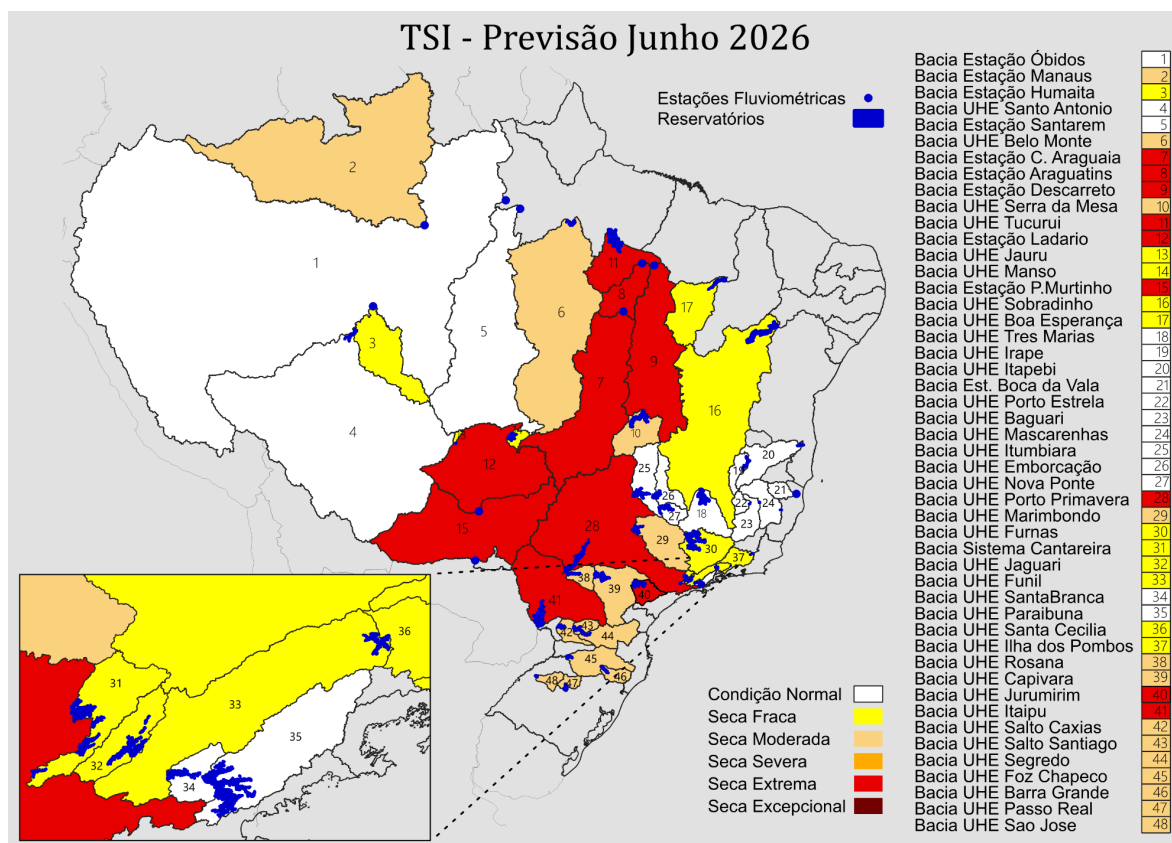 TSI - Previsão Junho 2026
Estações Fluviométricas
Reservatórios
Bacia Estação Óbidos 1
Bacia Estação Manaus 2
Bacia Estação Humaita 3
Bacia UHE Santo Antonio 4
Bacia Estação Santarem 5
Bacia UHE Belo Monte 6
Bacia Estação C. Araguaia 7
Bacia Estação Araguatins 8
Bacia Estação Descarreto 9
Bacia UHE Serra da Mesa 10
Bacia UHE Tucurui 11
Bacia Estação Ladario 12
Bacia UHE Jauru 13
Bacia UHE Manso 14
Bacia Estação P.Murtinho 15
Bacia UHE Sobradinho 16
Bacia UHE Boa Esperança 17
Bacia UHE Tres Marias 18
Bacia UHE Irape 19
Bacia UHE Itapebi 20
Bacia Est. Boca da Vala 21
Bacia UHE Porto Estrela 22
Bacia UHE Baguari 23
Bacia UHE Mascarenhas 24
Bacia UHE Itumbiara 25
Bacia UHE Emborcação 26
Bacia UHE Nova Ponte 27
Bacia UHE Porto Primavera 28
Bacia UHE Marimbondo 29
Bacia UHE Furnas 30
Bacia Sistema Cantareira 31
Bacia UHE Jaguari 32
Bacia UHE Funil 33
Bacia UHE SantaBranca 34
Bacia UHE Paraibuna 35
Bacia UHE Santa Cecilia 36
Bacia UHE Ilha dos Pombos 37
Bacia UHE Rosana 38
Bacia UHE Capivara 39
Bacia UHE Jurumirim 40
Bacia UHE Itaipu 41
Bacia UHE Salto Caxias 42
Bacia UHE Salto Santiago 43
Bacia UHE Segredo 44
Bacia UHE Foz Chapeco 45
Bacia UHE Barra Grande 46
Bacia UHE Passo Real 47
Bacia UHE Sao Jose 48
2
1
3
4
5
6
11
8
7
9
17
16
10
12
15
25
26
27
18
19
20
21
22
24
23
28
29
30
37
38
39
40
41
42
43
44
45
46
47
48
31
32
33
34
35
36
Condição Normal
Seca Fraca
Seca Moderada
Seca Severa
Seca Extrema
Seca Excepcional